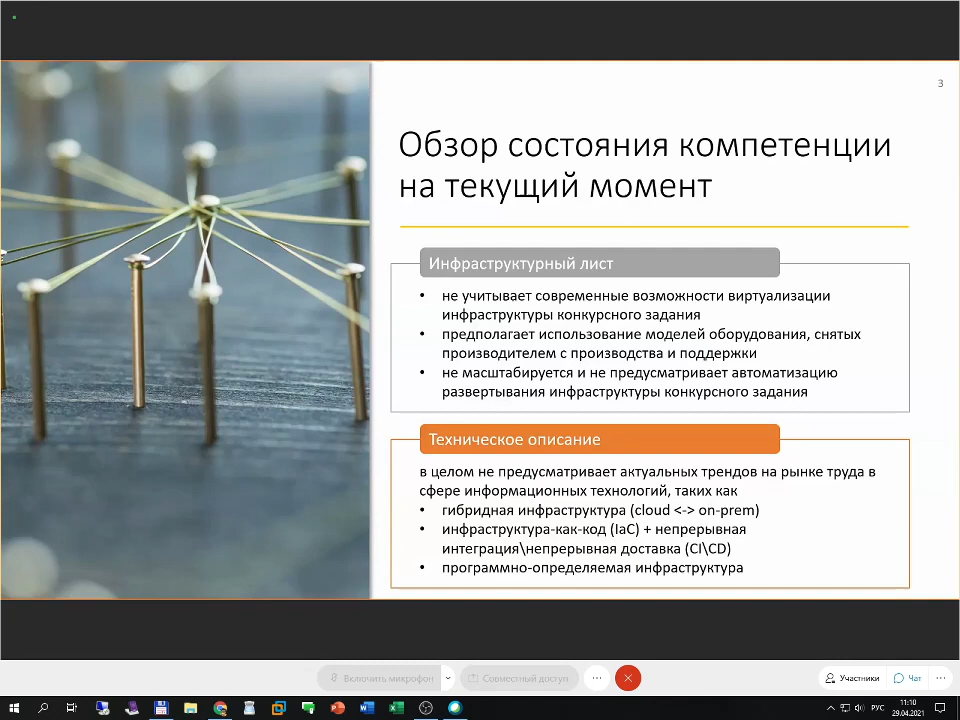 3
Обзор состояния компетенции
на текущий момент
Инфраструктурный лист
• не учитывает современные возможности виртуализации
инфраструктуры конкурсного задания
• предполагает использование моделей оборудования, снятых
производителем с производства и поддержки
• не масштабируется и не предусматривает автоматизацию
развертывания инфраструктуры конкурсного задания
Техническое описание
в целом не предусматривает актуальных трендов на рынке труда в
сфере информационных технологий, таких как
• гибридная инфраструктура (cloud <-> on-prem)
• инфраструктура-как-код (IaC) + непрерывная
интеграция\непрерывная доставка (CI\CD)
• программно-определяемая инфраструктура
Включить микрофон
Совместный доступ
Участники
Чат
РУС
11:10
29.04.2021